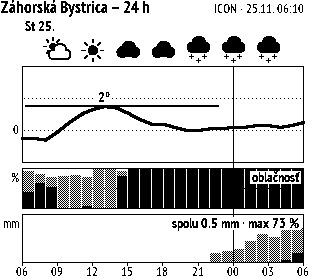 Záhorská Bystrica – 24 h
ICON · 25.11. 06:10
St 25.
2°
0
%
oblačnosť
mm
spolu 0.5 mm · max 73 %
06 09 12 15 18 21 00 03 06